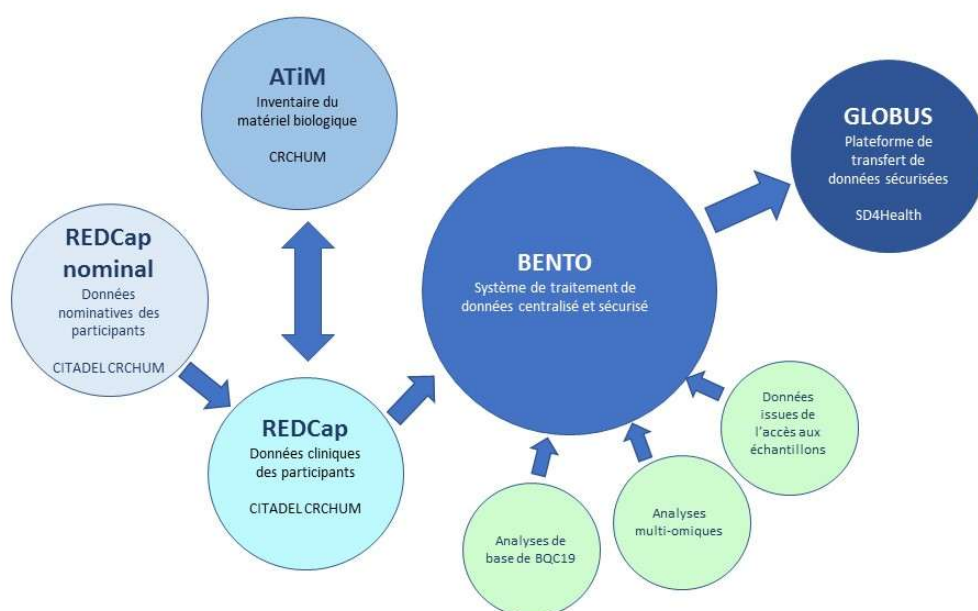 ATiM
Inventaire du
matériel biologique
CRCHUM
GLOBUS
Plateforme de
transfert de
données sécurisées
SD4Health
REDCap
nominal
Données
nominatives des
participants
CITADEL CRCHUM
BENTO
Système de traitement de
données centralisé et sécurisé
REDCap
Données cliniques
des participants
CITADEL CRCHUM
Données
issues de
l'accès aux
échantillons
Analyses
multi-omiques
Analyses de
base de BQC19